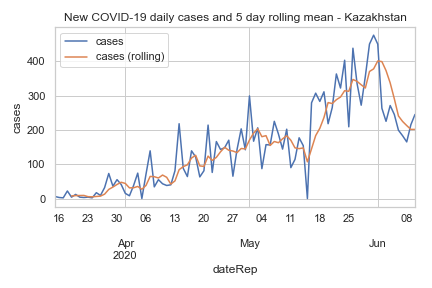 New COVID-19 daily cases and 5 day rolling mean - Kazakhstan
cases
cases (rolling)
cases
400
300
200
100
0
16 23 30 06 13 20 27 04 11 18 25 08
Apr May Jun
2020
dateRep